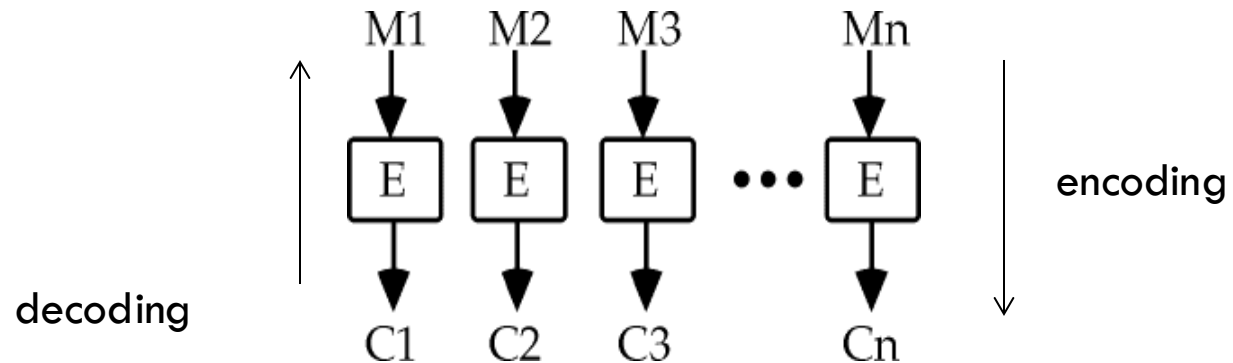 M1 M2 M3 Mn
E E E ••• E
encoding
decoding
C1 C2 C3 Cn